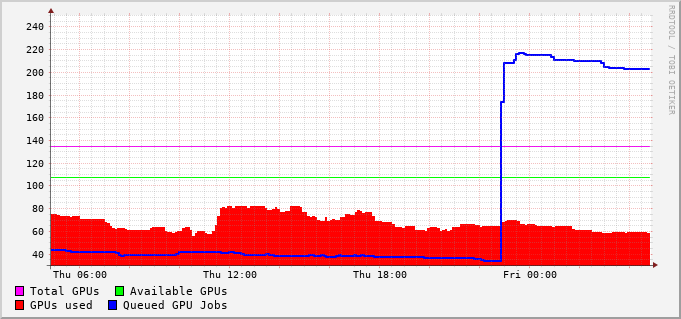 RRDTOOL / TOBI OETIKER
240
220
200
180
160
140
120
100
80
60
40
Thu 06:00 Thu 12:00 Thu 18:00 Fri 00:00
Total GPUs Available GPUs
GPUs used Queued GPU Jobs